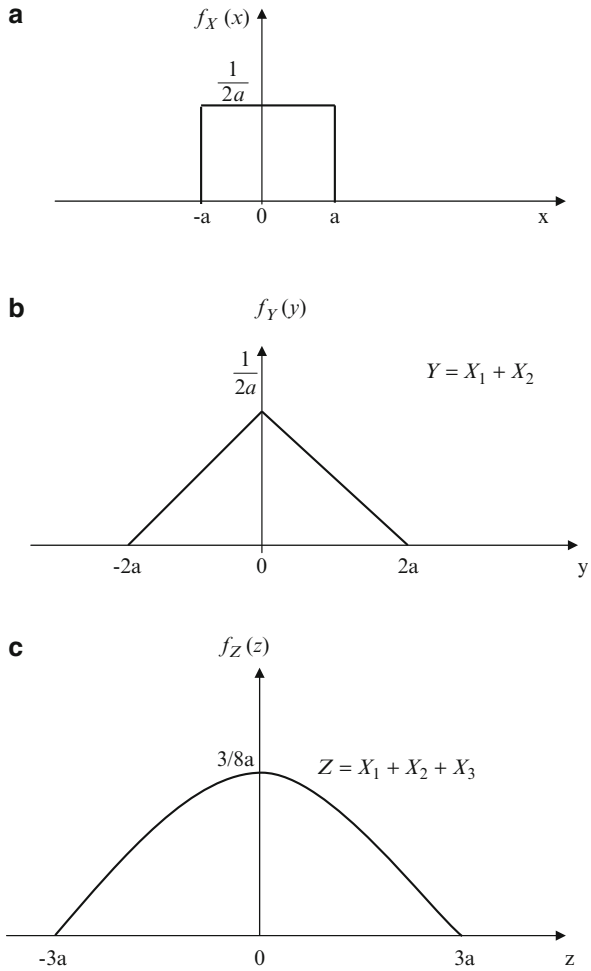 a
f_X (x)
1/2a
-a 0 a x
b
f_Y (y)
1/2a
Y = X_1 + X_2
-2a 0 2a y
c
f_Z (z)
3/8a
Z = X_1 + X_2 + X_3
-3a 0 3a z